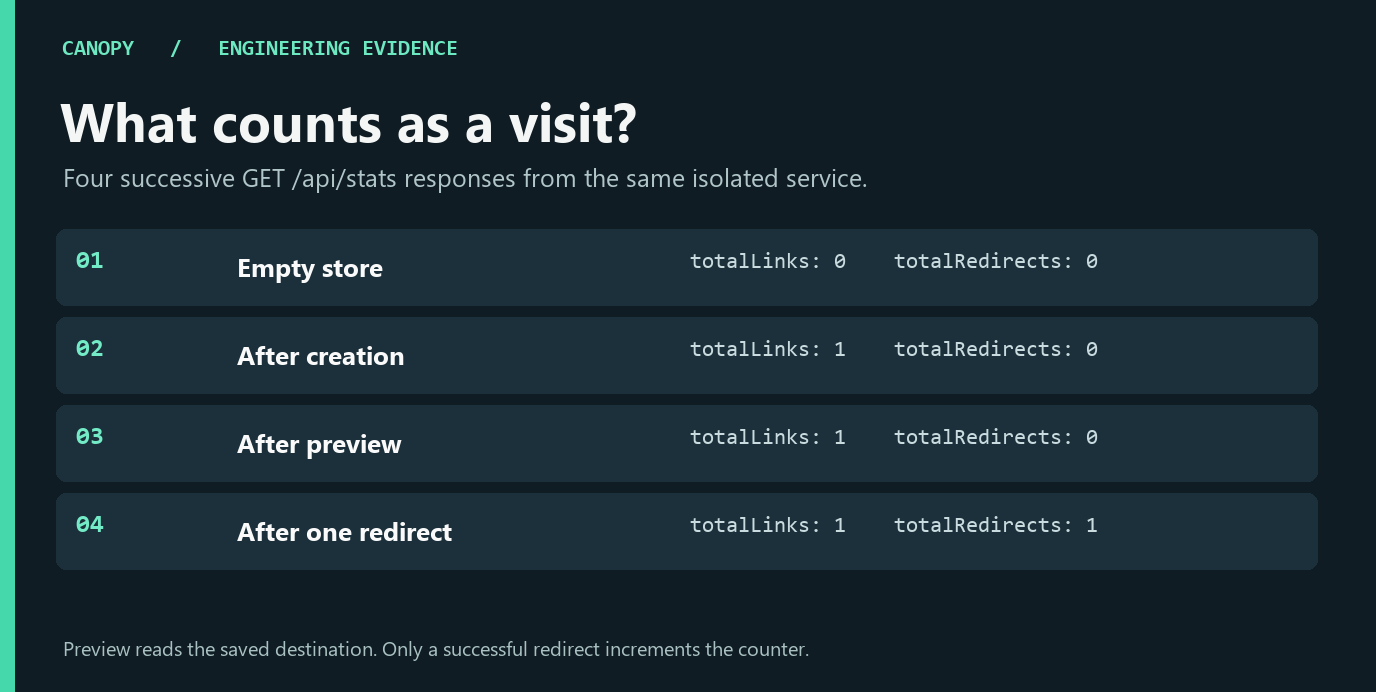 CANOPY / ENGINEERING EVIDENCE
What counts as a visit?
Four successive GET /api/stats responses from the same isolated service.
01 Empty store totalLinks: 0 totalRedirects: 0
02 After creation totalLinks: 1 totalRedirects: 0
03 After preview totalLinks: 1 totalRedirects: 0
04 After one redirect totalLinks: 1 totalRedirects: 1
Preview reads the saved destination. Only a successful redirect increments the counter.